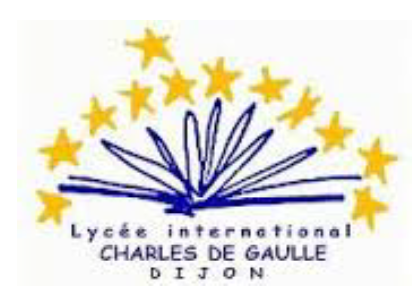 Lycée international
CHARLES DE GAULLE
DIJON